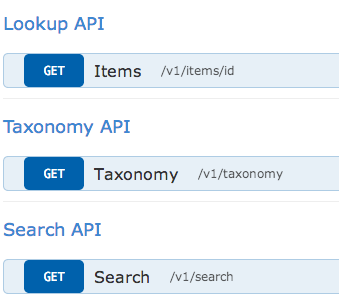 Lookup API
GET Items /v1/items/id
Taxonomy API
GET Taxonomy /v1/taxonomy
Search API
GET Search /v1/search